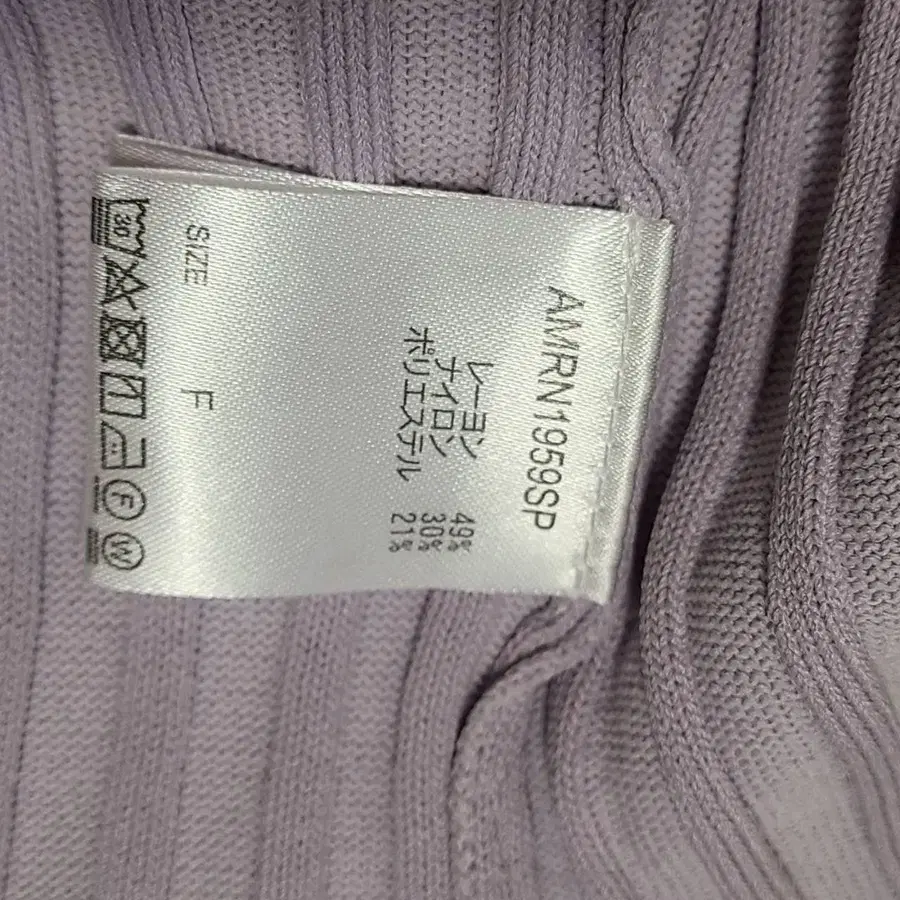 AMRN1959SP
レーヨン 49%
ナイロン 30%
ポリエステル 21%
SIZE F
30
F
W